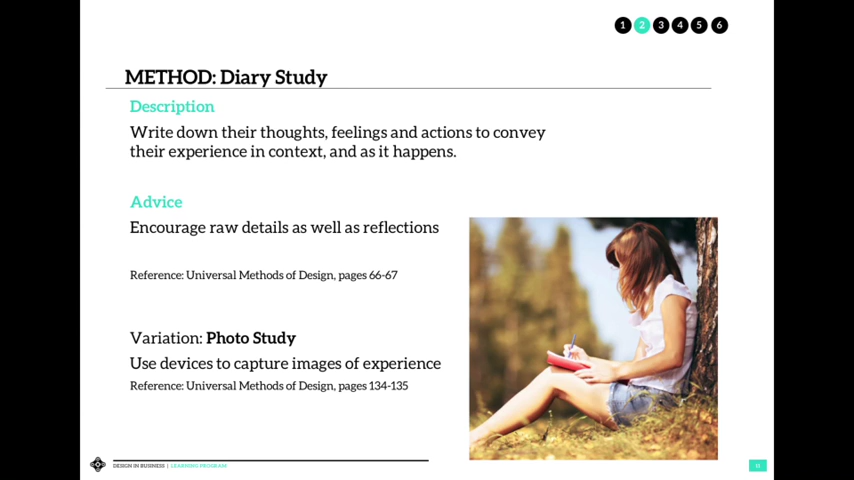 1 2 3 4 5 6
METHOD: Diary Study
Description
Write down their thoughts, feelings and actions to convey
their experience in context, and as it happens.
Advice
Encourage raw details as well as reflections
Reference: Universal Methods of Design, pages 66-67
Variation: Photo Study
Use devices to capture images of experience
Reference: Universal Methods of Design, pages 134-135
DESIGN IN BUSINESS | LEARNING PROGRAM